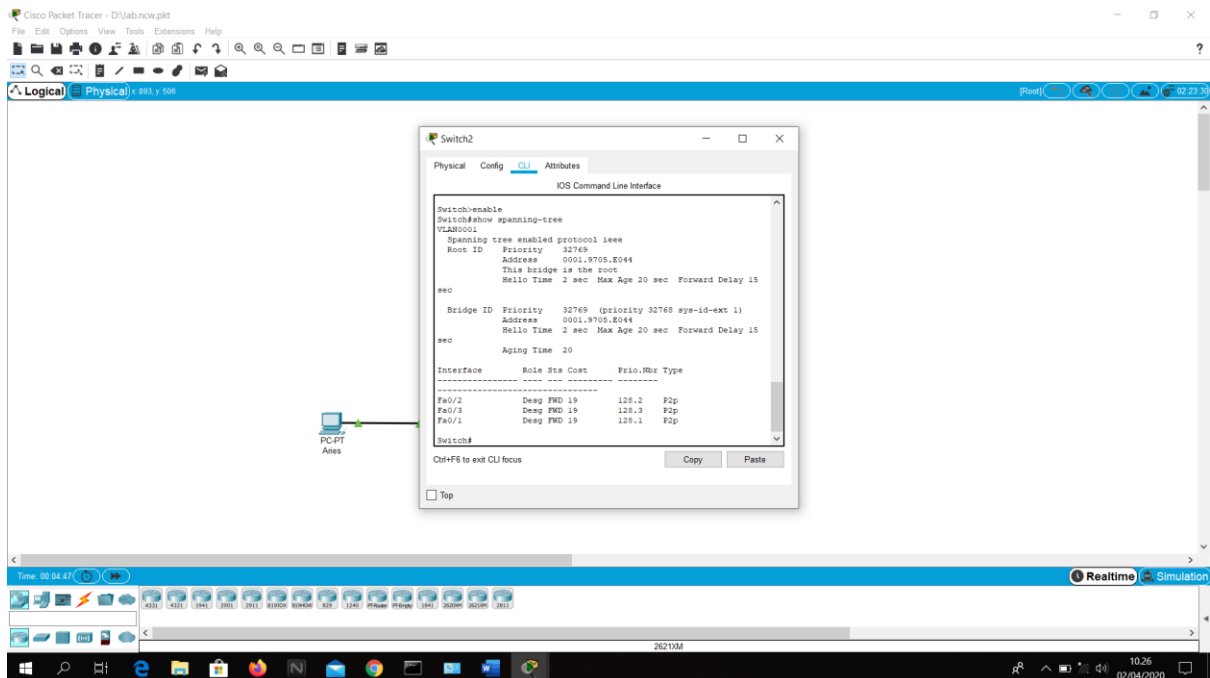 Cisco Packet Tracer - D:\lab.ncw.pkt
File Edit Options View Tools Extensions Help
?
Logical Physical x: 893, y: 506 [Root] 02:23:30
Switch2
Physical Config CLI Attributes
IOS Command Line Interface
Switch>enable
Switch#show spanning-tree
VLAN0001
Spanning tree enabled protocol ieee
Root ID Priority 32769
Address 0001.9705.E044
This bridge is the root
Hello Time 2 sec Max Age 20 sec Forward Delay 15
sec
Bridge ID Priority 32769 (priority 32768 sys-id-ext 1)
Address 0001.9705.E044
Hello Time 2 sec Max Age 20 sec Forward Delay 15
sec
Aging Time 20
Interface Role Sts Cost Prio.Nbr Type
---------------- ---- --- --------- --------
--------------------------------
Fa0/2 Desg FWD 19 128.2 P2p
Fa0/3 Desg FWD 19 128.3 P2p
Fa0/1 Desg FWD 19 128.1 P2p
Switch#
Ctrl+F6 to exit CLI focus Copy Paste
Top
PC-PT
Aries
Time: 00:04:47 Realtime Simulation
4331 4321 1941 2901 2911 819IOX 819HGW 829 1240 PT-Router PT-Empty 1841 2620XM 2621XM 2811
2621XM
10.26
02/04/2020